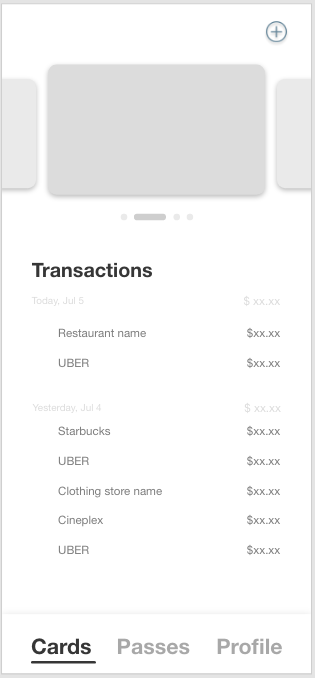 Transactions
Today, Jul 5 $ xx.xx
Restaurant name $xx.xx
UBER $xx.xx
Yesterday, Jul 4 $ xx.xx
Starbucks $xx.xx
UBER $xx.xx
Clothing store name $xx.xx
Cineplex $xx.xx
UBER $xx.xx
Cards Passes Profile